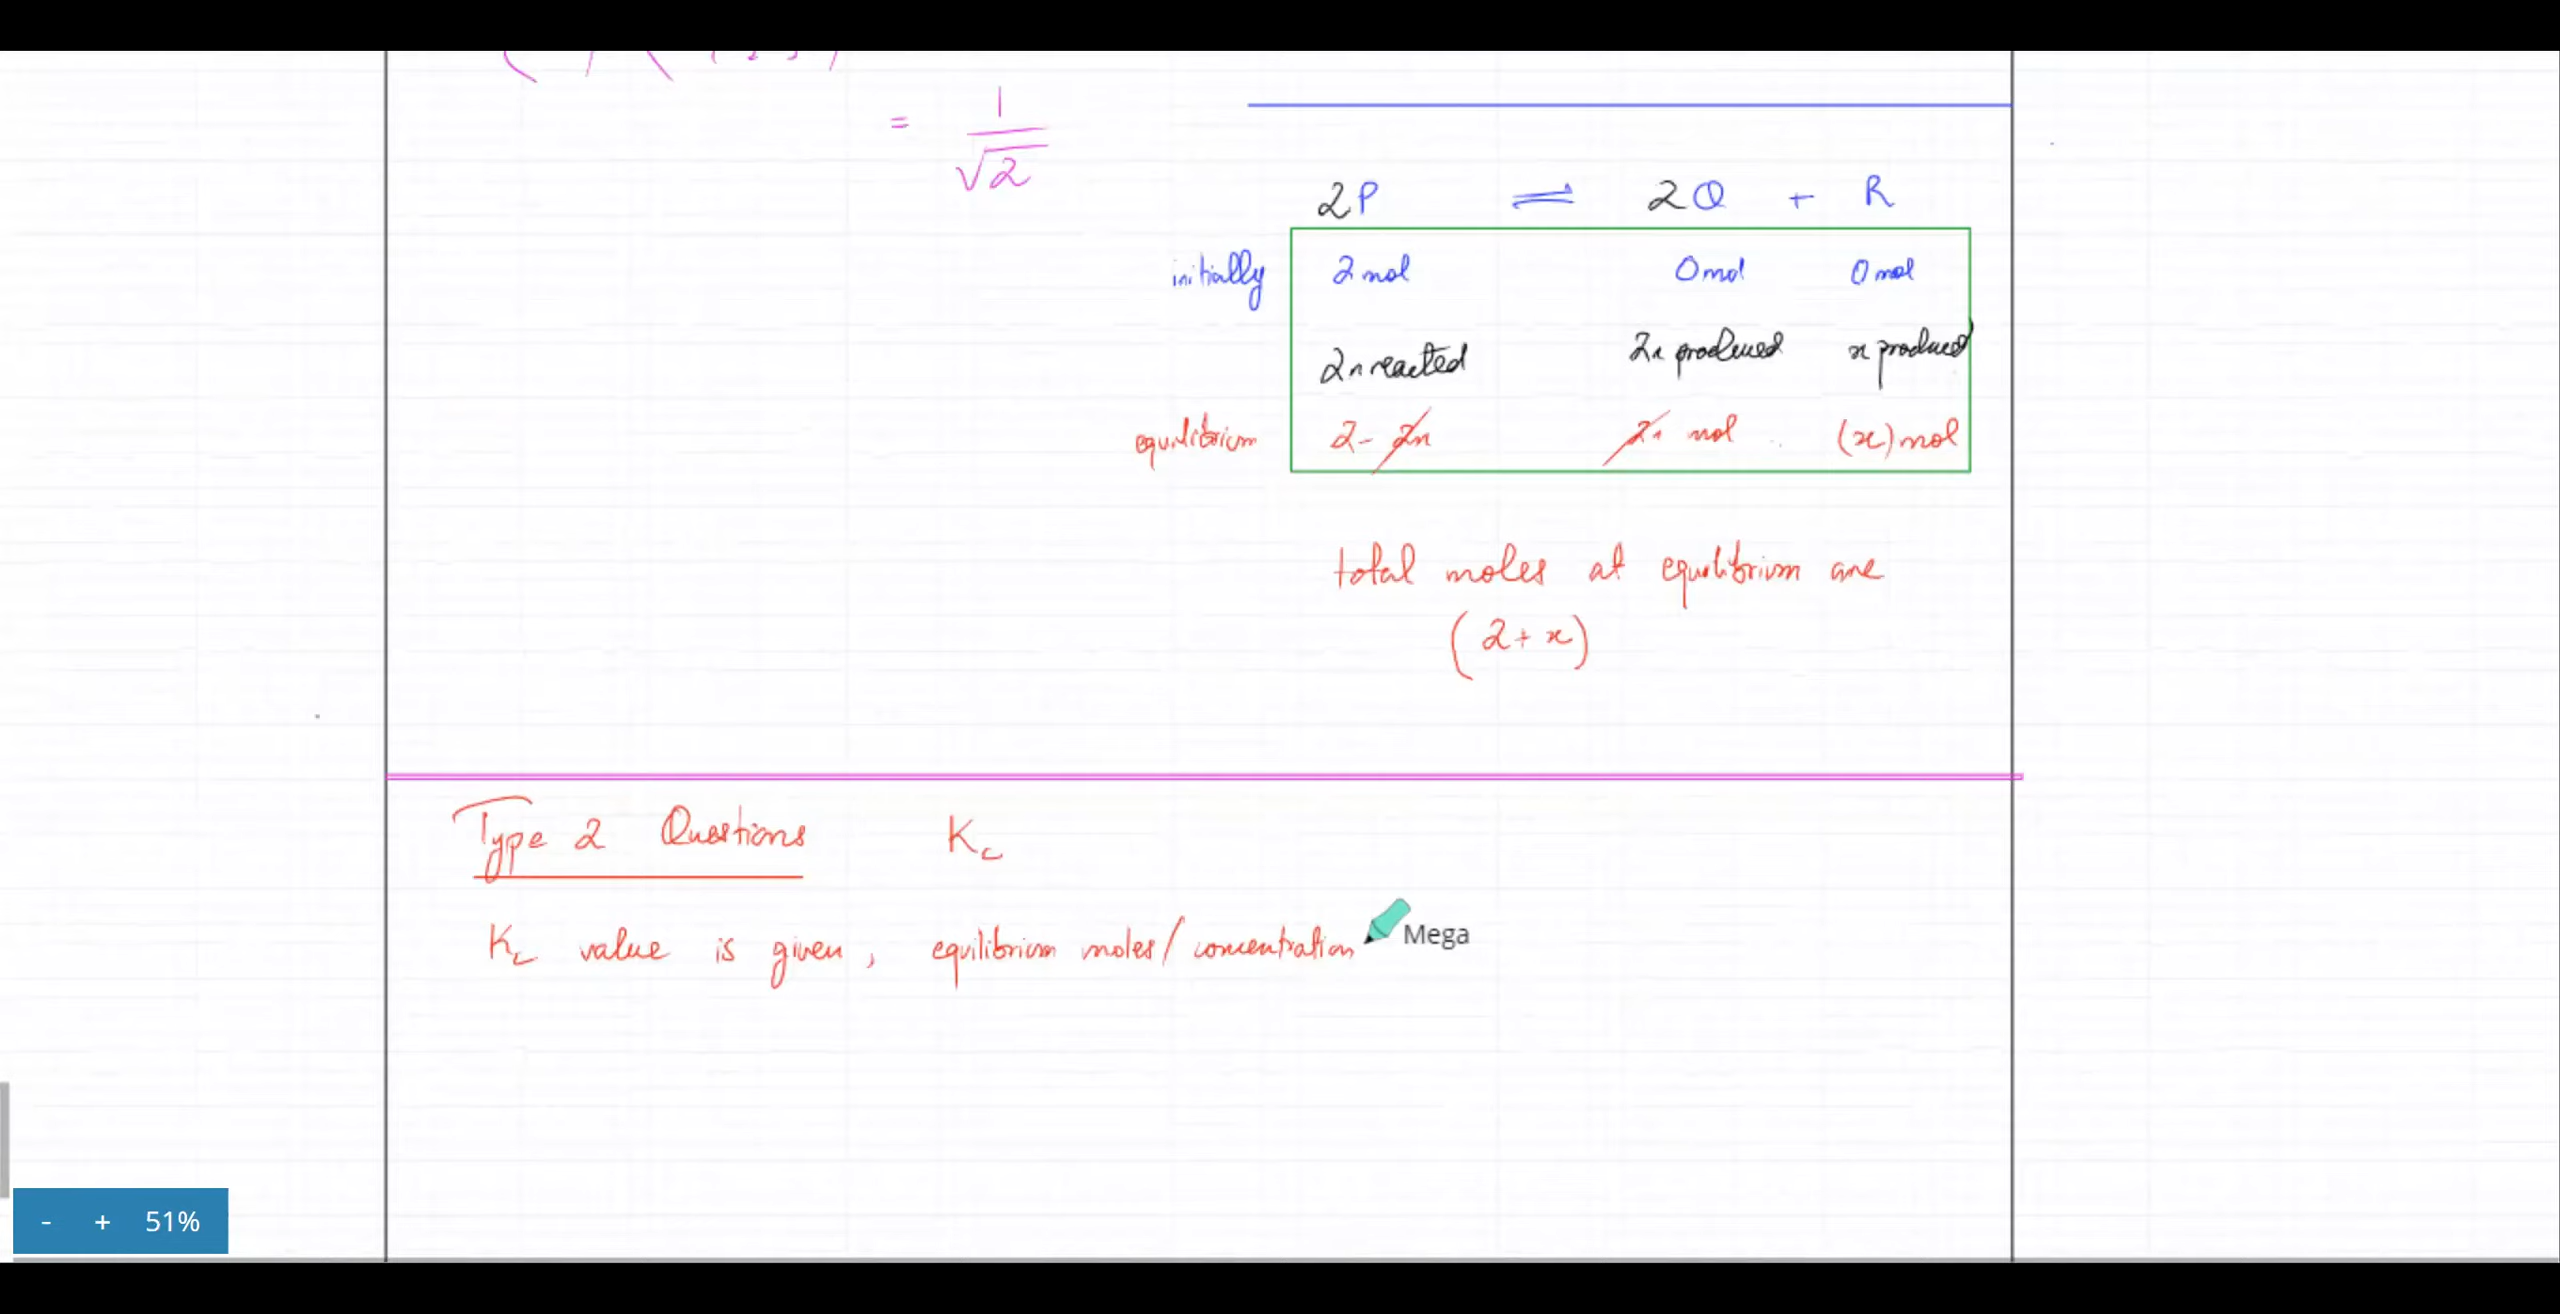 = 1
√2
2P ⇌ 2Q + R
initially 2 mol 0 mol 0 mol
2x reacted 2x produced x produced
equilibrium 2 - 2x 2x mol (x) mol
total moles at equilibrium are
(2 + x)
Type 2 Questions Kc
Kc value is given, equilibrium moles/concentration
Mega
- + 51%